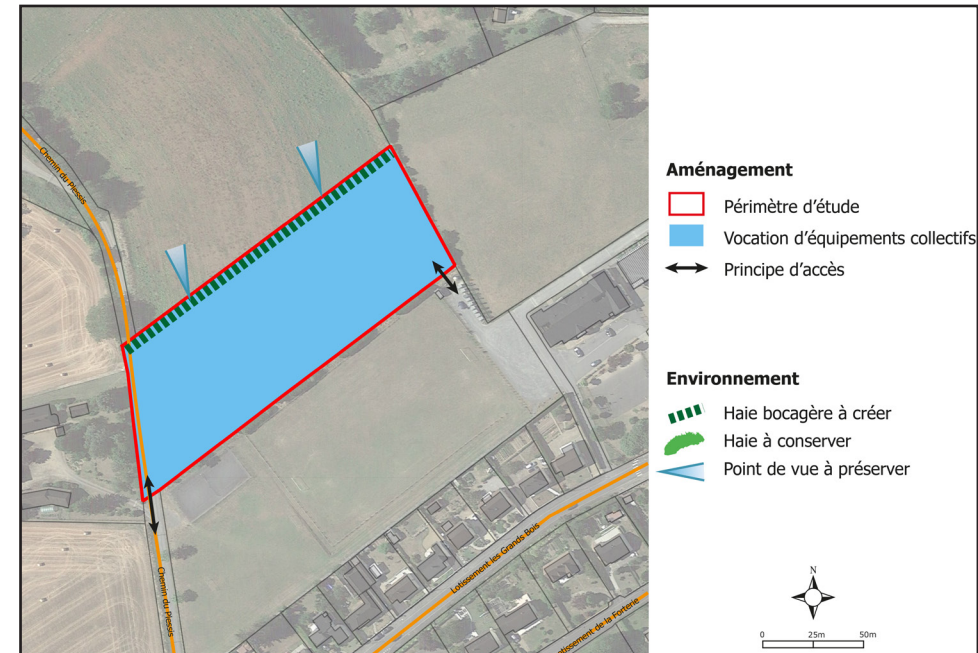 Chemin du Plessis
Aménagement
Périmètre d'étude
Vocation d'équipements collectifs
Principe d'accès
Environnement
Haie bocagère à créer
Haie à conserver
Point de vue à préserver
Lotissement les Grands Bois
Chemin du Plessis
Lotissement de la Forterie
N
0 25m 50m